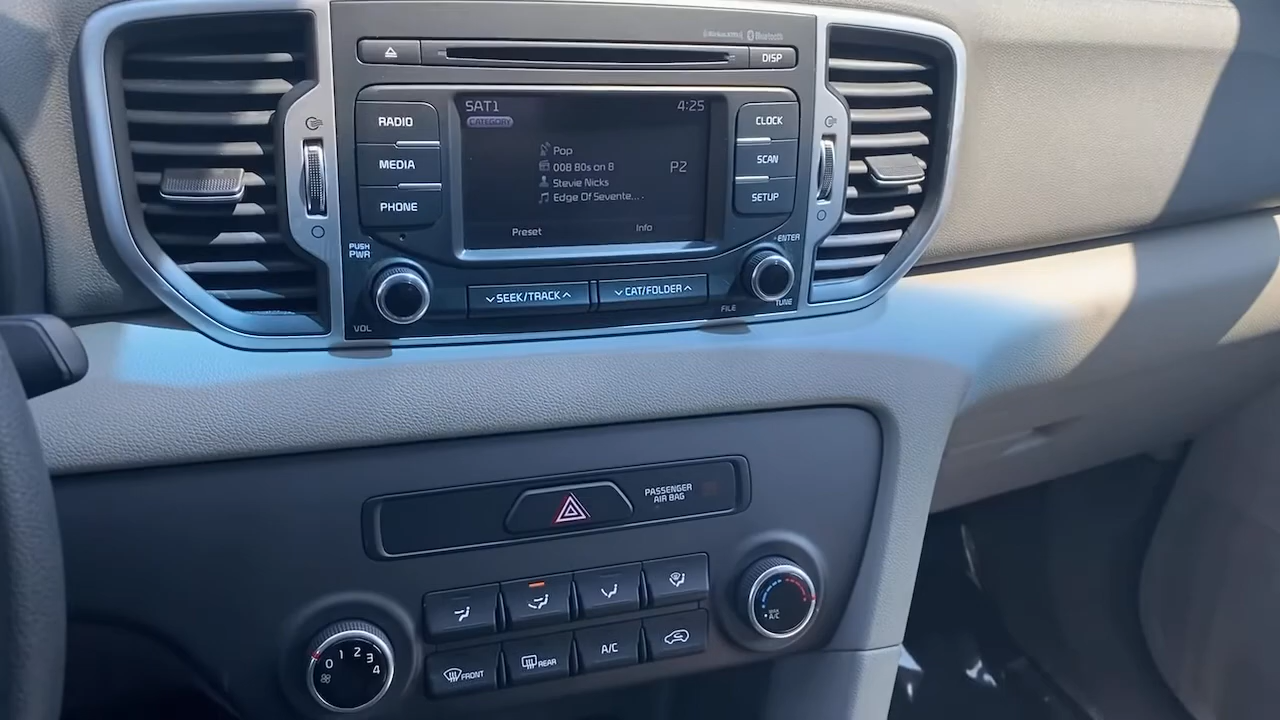 Bluetooth
DISP
RADIO
MEDIA
PHONE
SAT1
4:25
CATEGORY
Pop
008 80s on 8
P2
Stevie Nicks
Edge Of Sevente...
Preset
Info
CLOCK
SCAN
SETUP
PUSH
PWR
VOL
SEEK/TRACK
CAT/FOLDER
ENTER
FILE
TUNE
PASSENGER
AIR BAG
0 1 2 3 4
FRONT
REAR
A/C
A/C